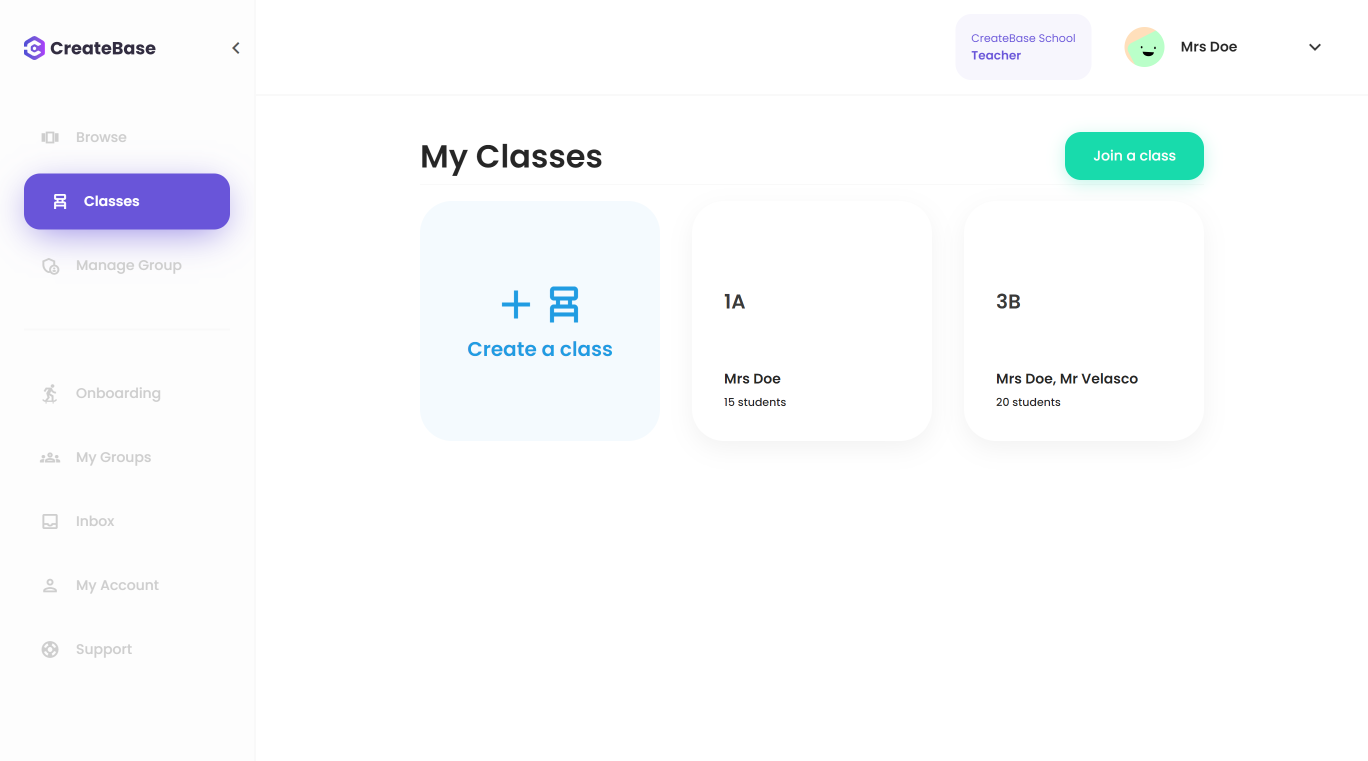 CreateBase
CreateBase School
Teacher
Mrs Doe
Browse
Classes
Manage Group
Onboarding
My Groups
Inbox
My Account
Support
My Classes
Join a class
Create a class
1A
Mrs Doe
15 students
3B
Mrs Doe, Mr Velasco
20 students